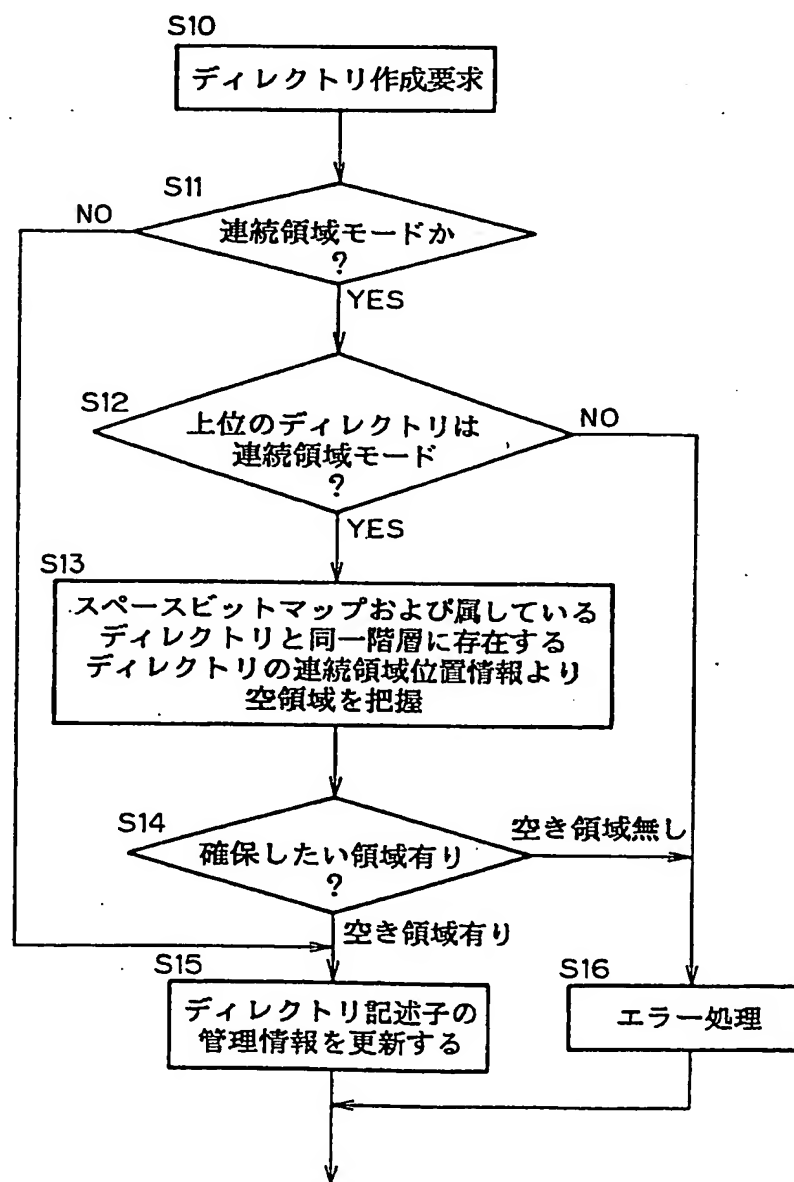 S10
ディレクトリ作成要求
S11
NO
連続領域モードか
?
YES
S12
上位のディレクトリは
連続領域モード
?
NO
YES
S13
スペースビットマップおよび属している
ディレクトリと同一階層に存在する
ディレクトリの連続領域位置情報より
空領域を把握
S14
確保したい領域有り
?
空き領域無し
空き領域有り
S15
ディレクトリ記述子の
管理情報を更新する
S16
エラー処理